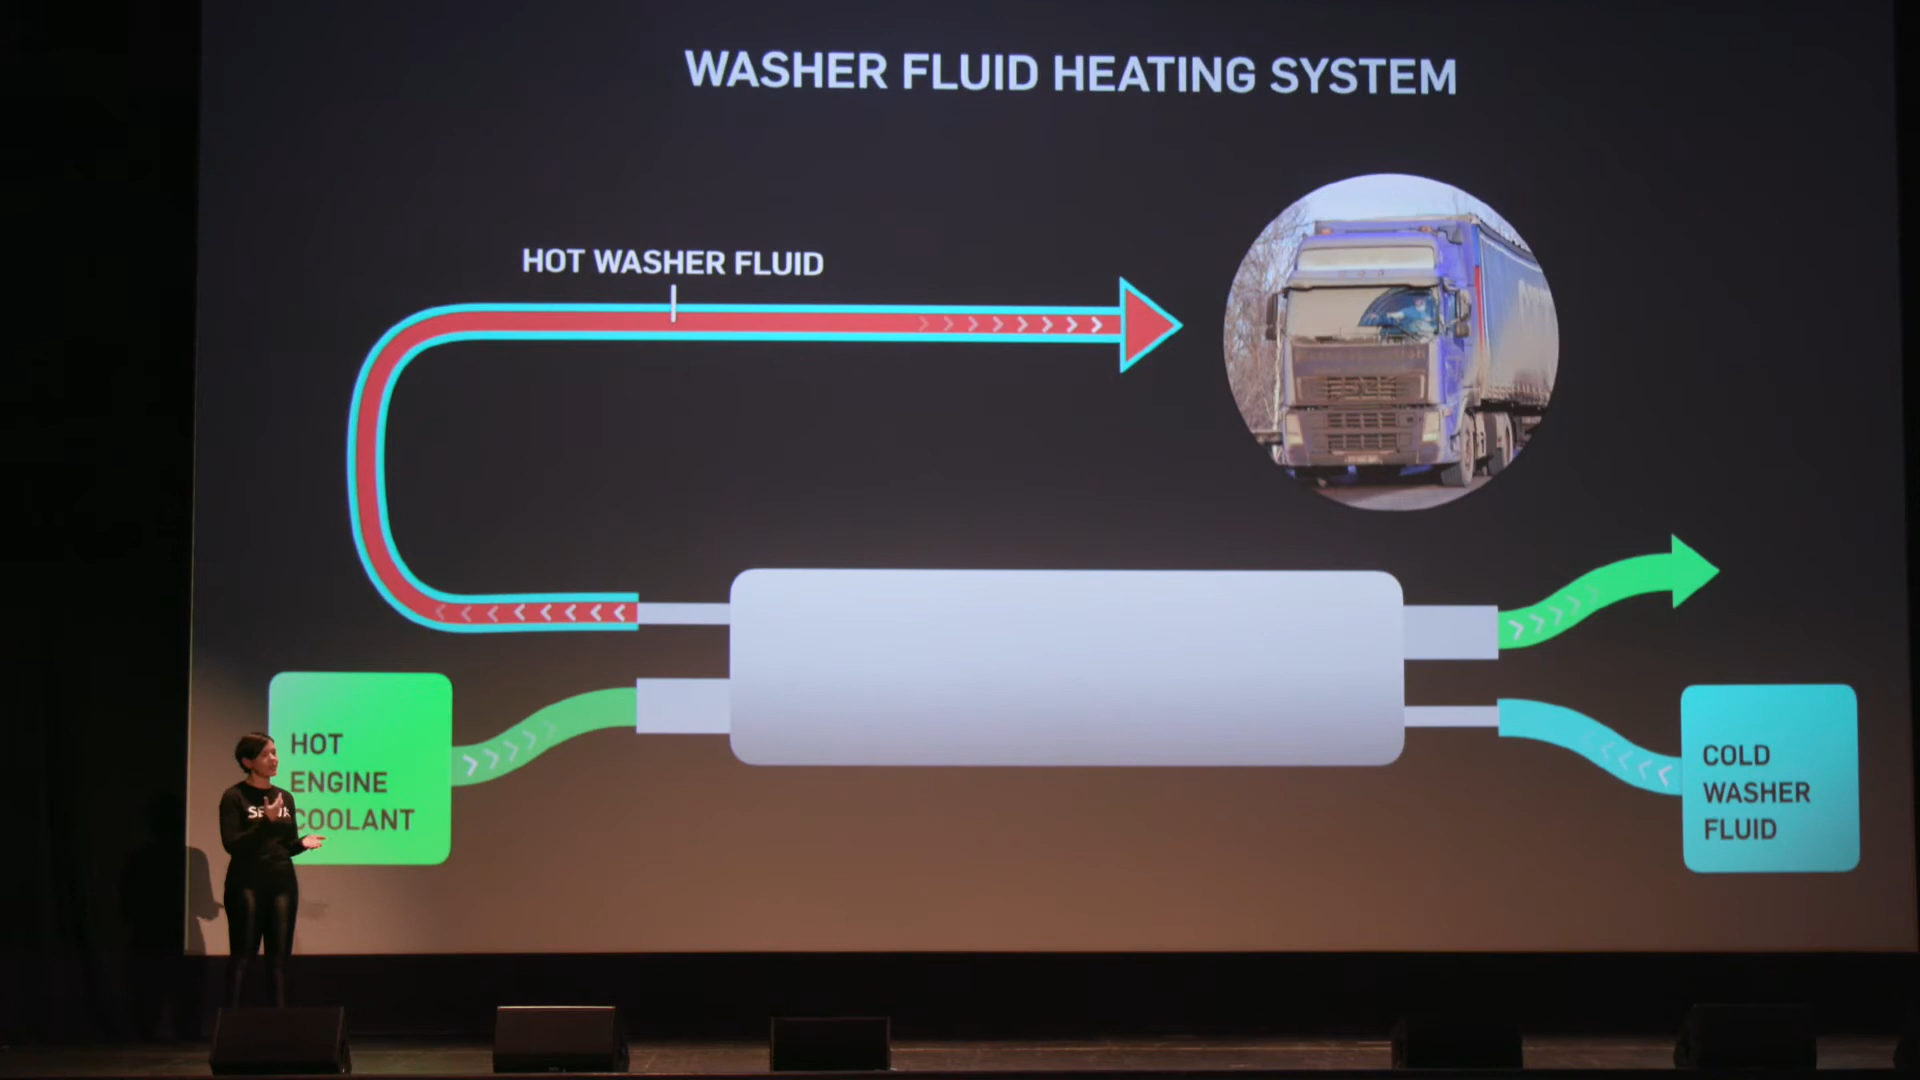 WASHER FLUID HEATING SYSTEM
HOT WASHER FLUID
HOT
ENGINE
COOLANT
COLD
WASHER
FLUID